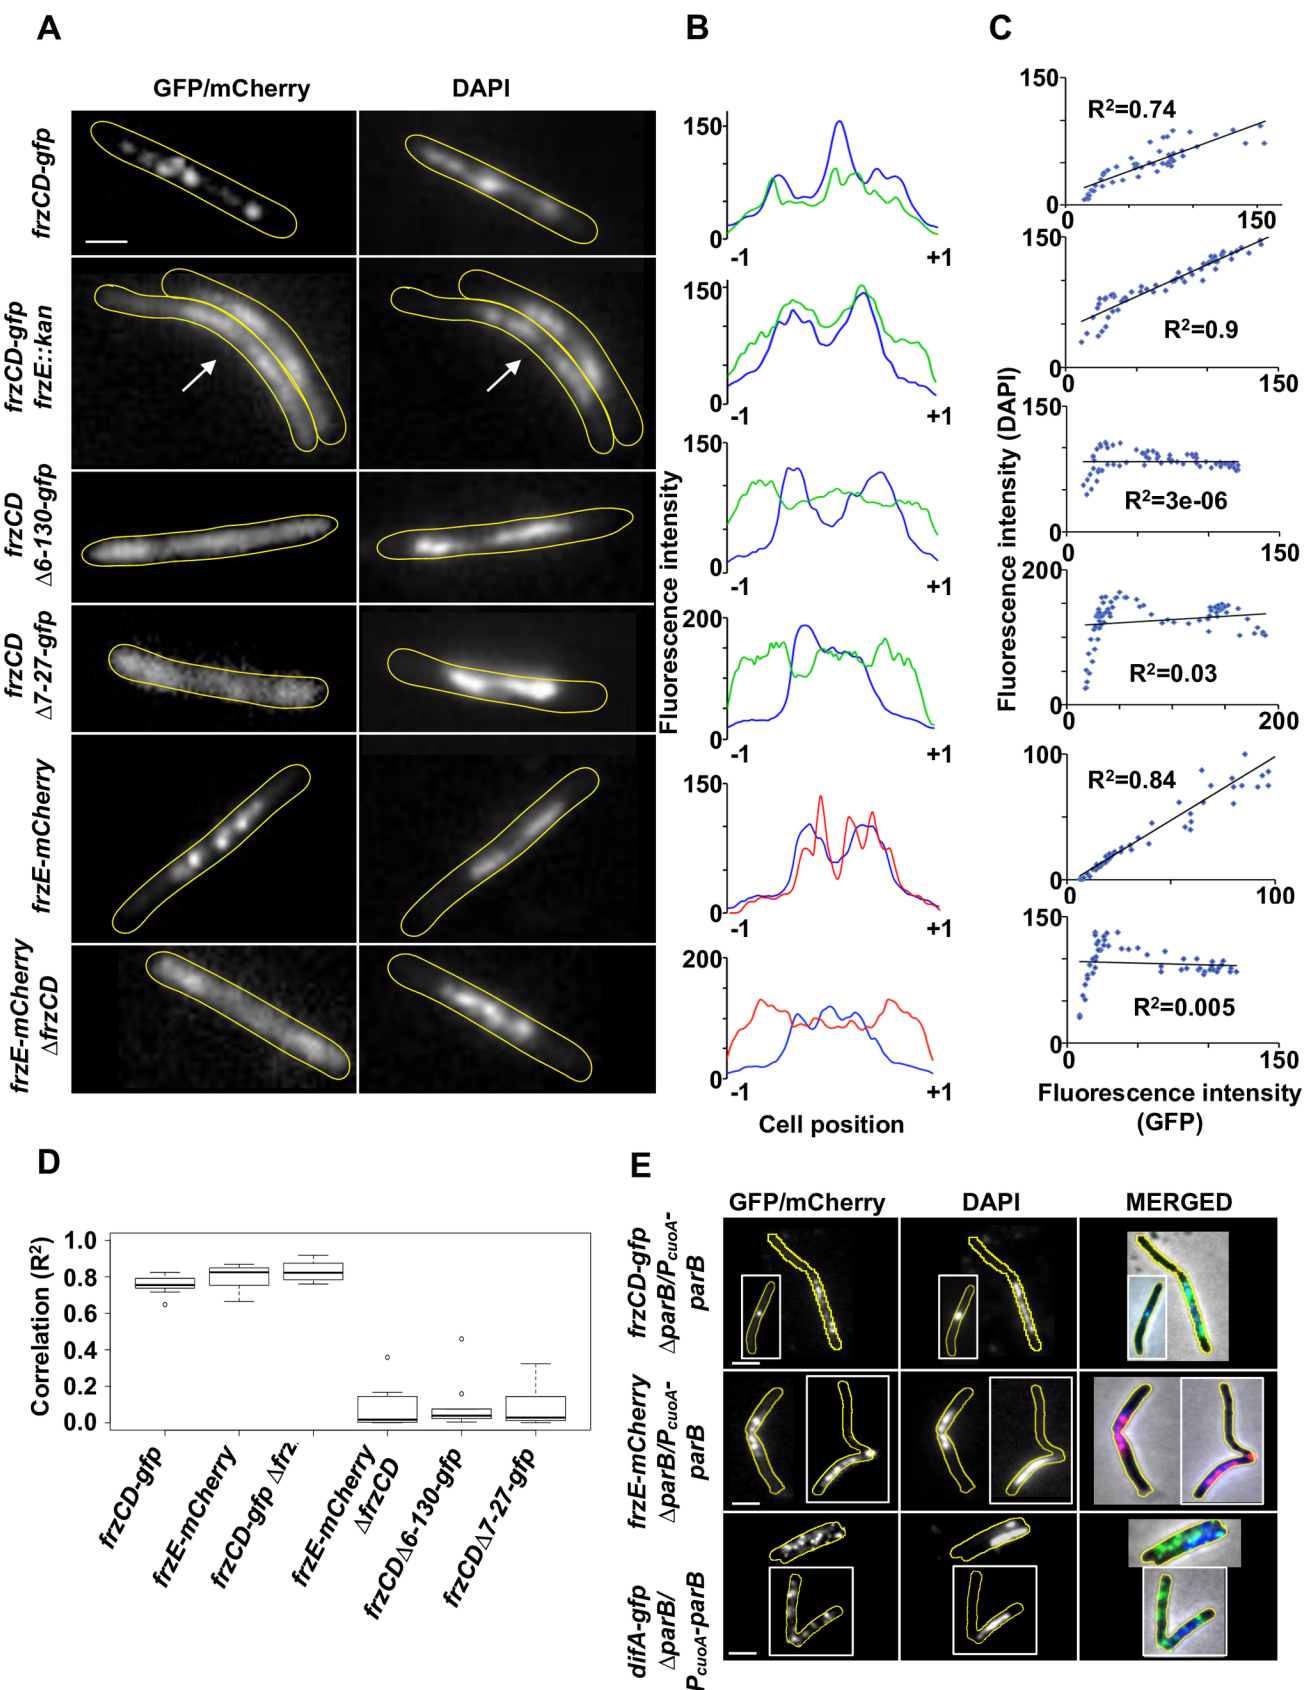 A
B
C
GFP/mCherry
DAPI
frzCD-gfp
frzCD-gfp
frzE::kan
frzCD
Δ6-130-gfp
frzCD
Δ7-27-gfp
frzE-mCherry
frzE-mCherry
ΔfrzCD
Fluorescence intensity
150
0
-1
+1
150
0
-1
+1
150
0
-1
+1
200
0
-1
+1
150
0
-1
+1
200
0
-1
+1
Cell position
Fluorescence intensity (DAPI)
150
R²=0.74
0
0
150
150
R²=0.9
0
0
150
150
R²=3e-06
0
0
150
200
R²=0.03
0
0
200
100
R²=0.84
0
0
100
150
R²=0.005
0
0
150
Fluorescence intensity
(GFP)
D
Correlation (R²)
1.0
0.8
0.6
0.4
0.2
0.0
frzCD-gfp
frzE-mCherry
frzCD-gfp Δfrz
frzE-mCherry
ΔfrzCD
frzCDΔ6-130-gfp
frzCDΔ7-27-gfp
E
GFP/mCherry
DAPI
MERGED
frzCD-gfp
ΔparB/PcuoA-
parB
frzE-mCherry
ΔparB/PcuoA-
parB
difA-gfp
ΔparB/
PcuoA-parB